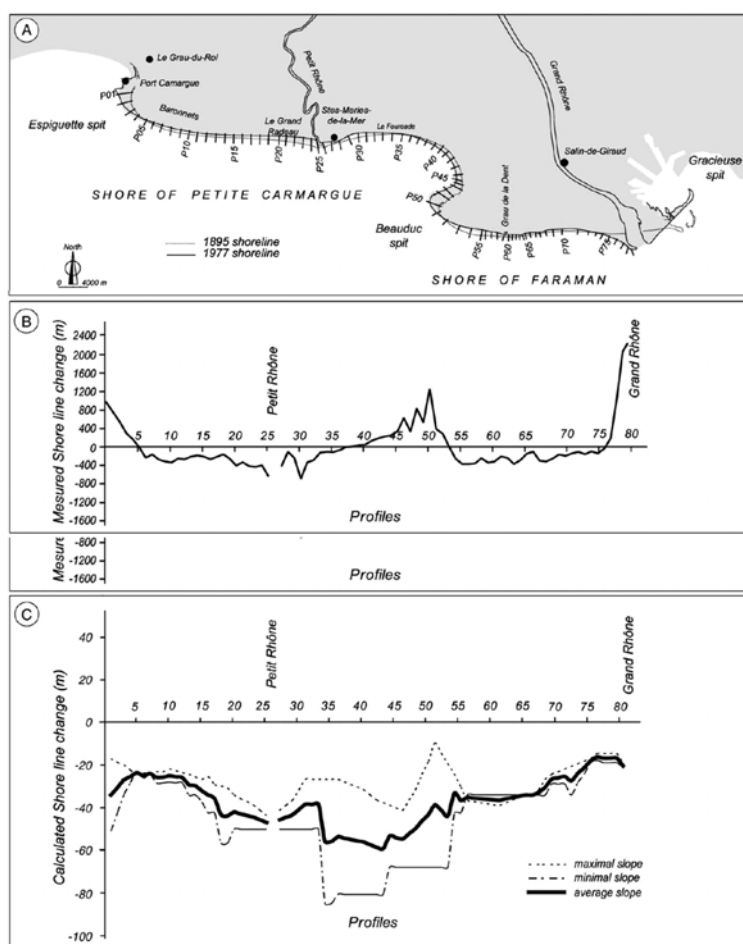 A
Le Grau-du-Roi
Port Camargue
P01
Espiguette spit
Baronnets
P05
P10
P15
P20
P25
Le Grand
Radeau
Petit Rhône
Stes-Maries-
de-la-Mer
P30
La Fourcade
P35
P40
P45
P50
Beauduc
spit
Grau de la Dent
P55
P60
P65
P70
P75
Grand Rhône
Salin-de-Giraud
Gracieuse
spit
SHORE OF PETITE CARMARGUE
SHORE OF FARAMAN
1895 shoreline
1977 shoreline
North
0 4000 m
B
Mesured Shore line change (m)
2400
2000
1600
1200
800
400
0
-400
-800
-1200
-1600
5 10 15 20 25 30 35 40 45 50 55 60 65 70 75 80
Petit Rhône
Grand Rhône
Profiles
-800
-1200
-1600
Profiles
C
Calculated Shore line change (m)
40
20
0
-20
-40
-60
-80
-100
5 10 15 20 25 30 35 40 45 50 55 60 65 70 75 80
Petit Rhône
Grand Rhône
maximal slope
minimal slope
average slope
Profiles